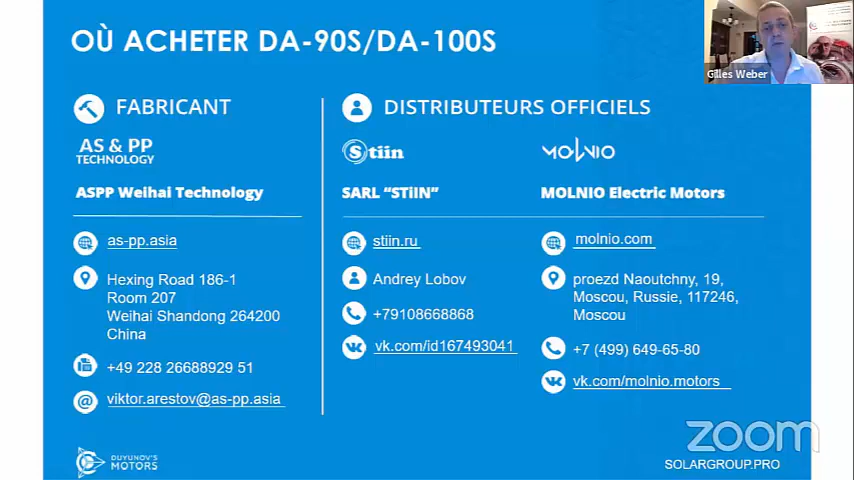 OÙ ACHETER DA-90S/DA-100S
Gilles Weber
FABRICANT
AS & PP
TECHNOLOGY
ASPP Weihai Technology
as-pp.asia
Hexing Road 186-1
Room 207
Weihai Shandong 264200
China
+49 228 26688929 51
viktor.arestov@as-pp.asia
DISTRIBUTEURS OFFICIELS
Stiin
SARL “STiIN”
stiin.ru
Andrey Lobov
+79108668868
vk.com/id167493041
MOLNIO
MOLNIO Electric Motors
molnio.com
proezd Naoutchny, 19,
Moscou, Russie, 117246,
Moscou
+7 (499) 649-65-80
vk.com/molnio.motors
DUYUNOV'S
MOTORS
zoom
SOLARGROUP.PRO